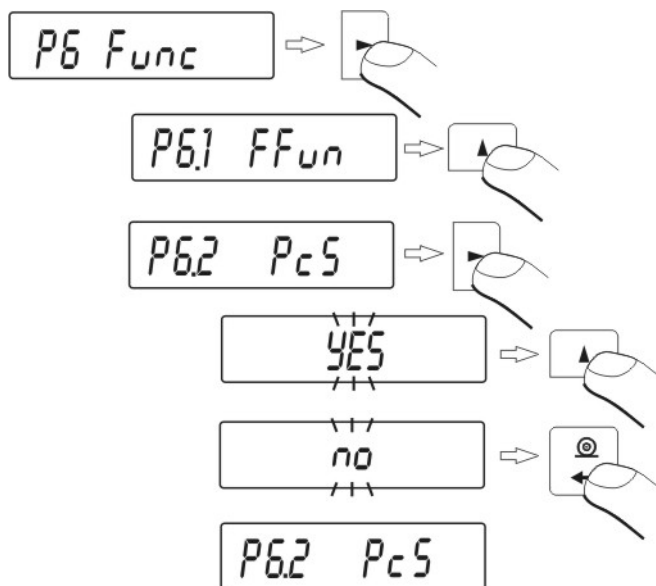 P6 Func
P6.1 FFun
P6.2 PcS
YES
no
P6.2 PcS